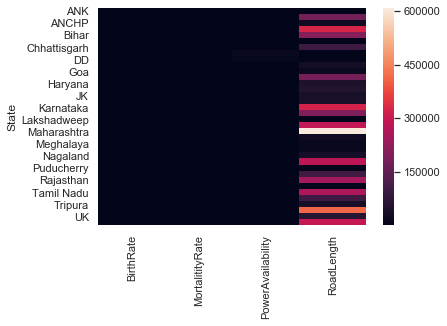 ANK
ANCHP
Bihar
Chhattisgarh
DD
Goa
Haryana
JK
Karnataka
Lakshadweep
Maharashtra
Meghalaya
Nagaland
Puducherry
Rajasthan
Tamil Nadu
Tripura
UK
State
BirthRate
MortalitityRate
PowerAvailability
RoadLength
600000
450000
300000
150000